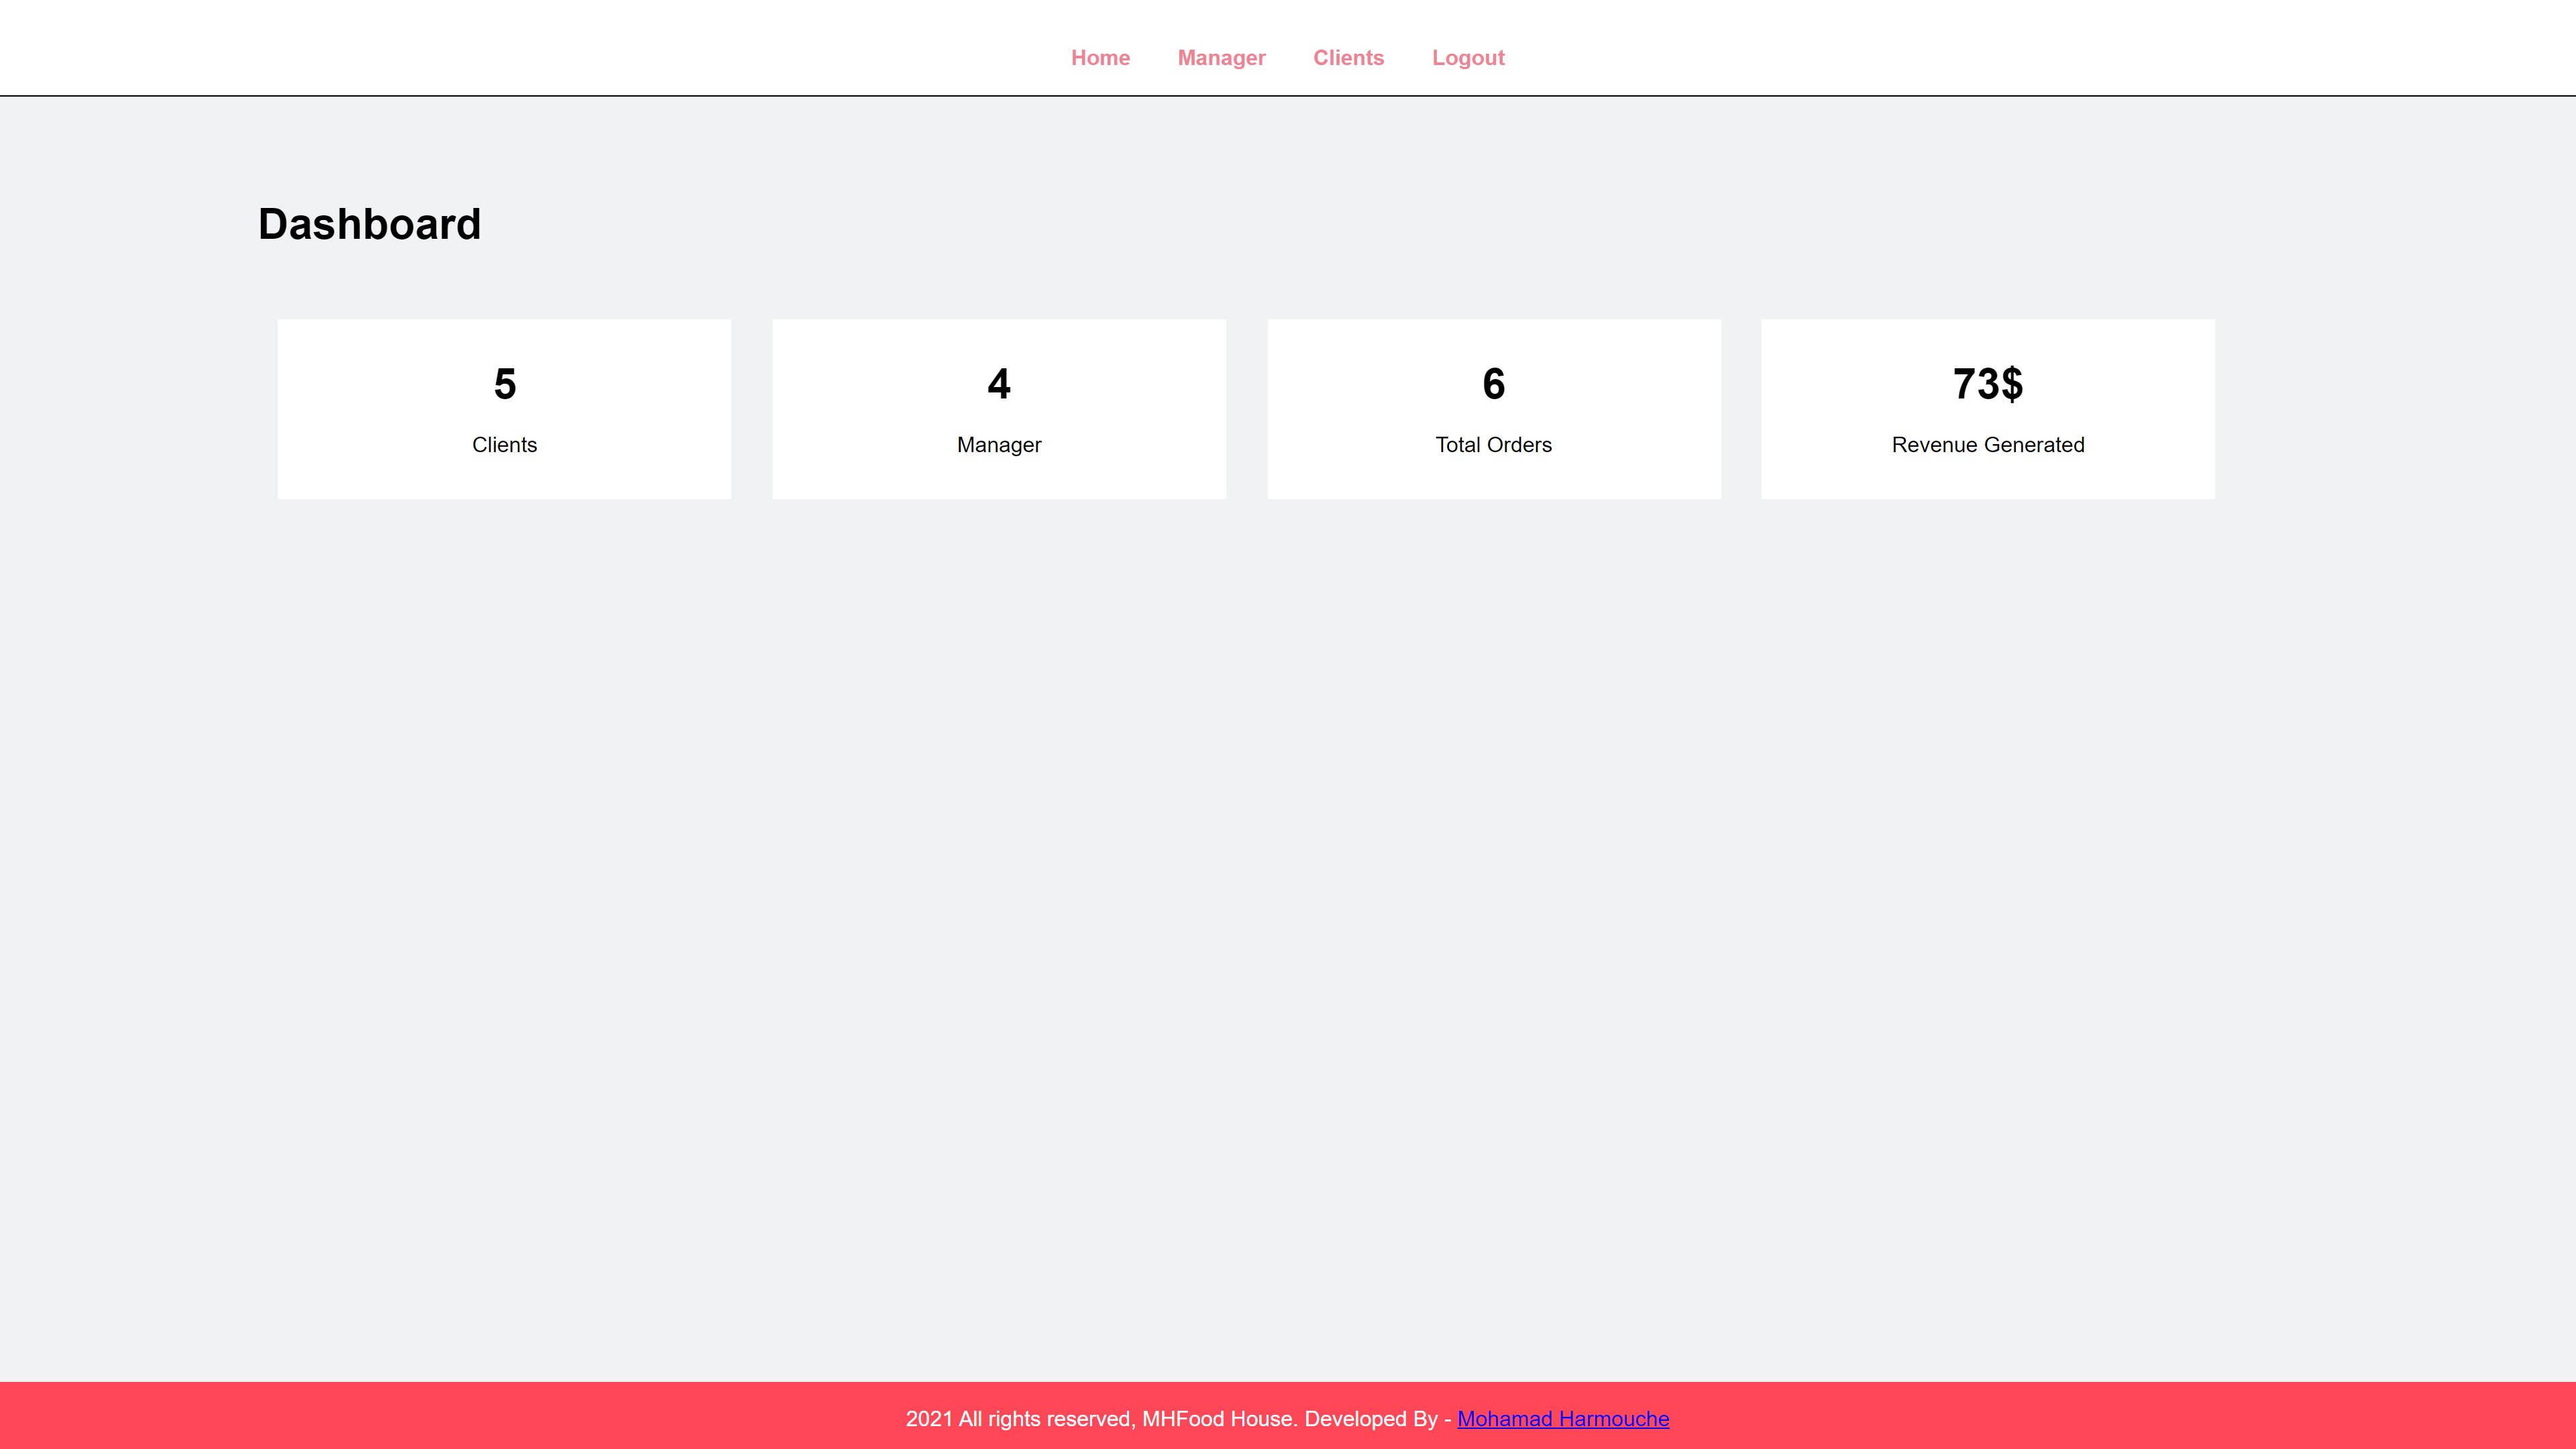 Home Manager Clients Logout
Dashboard
5
Clients
4
Manager
6
Total Orders
73$
Revenue Generated
2021 All rights reserved, MHFood House. Developed By - Mohamad Harmouche